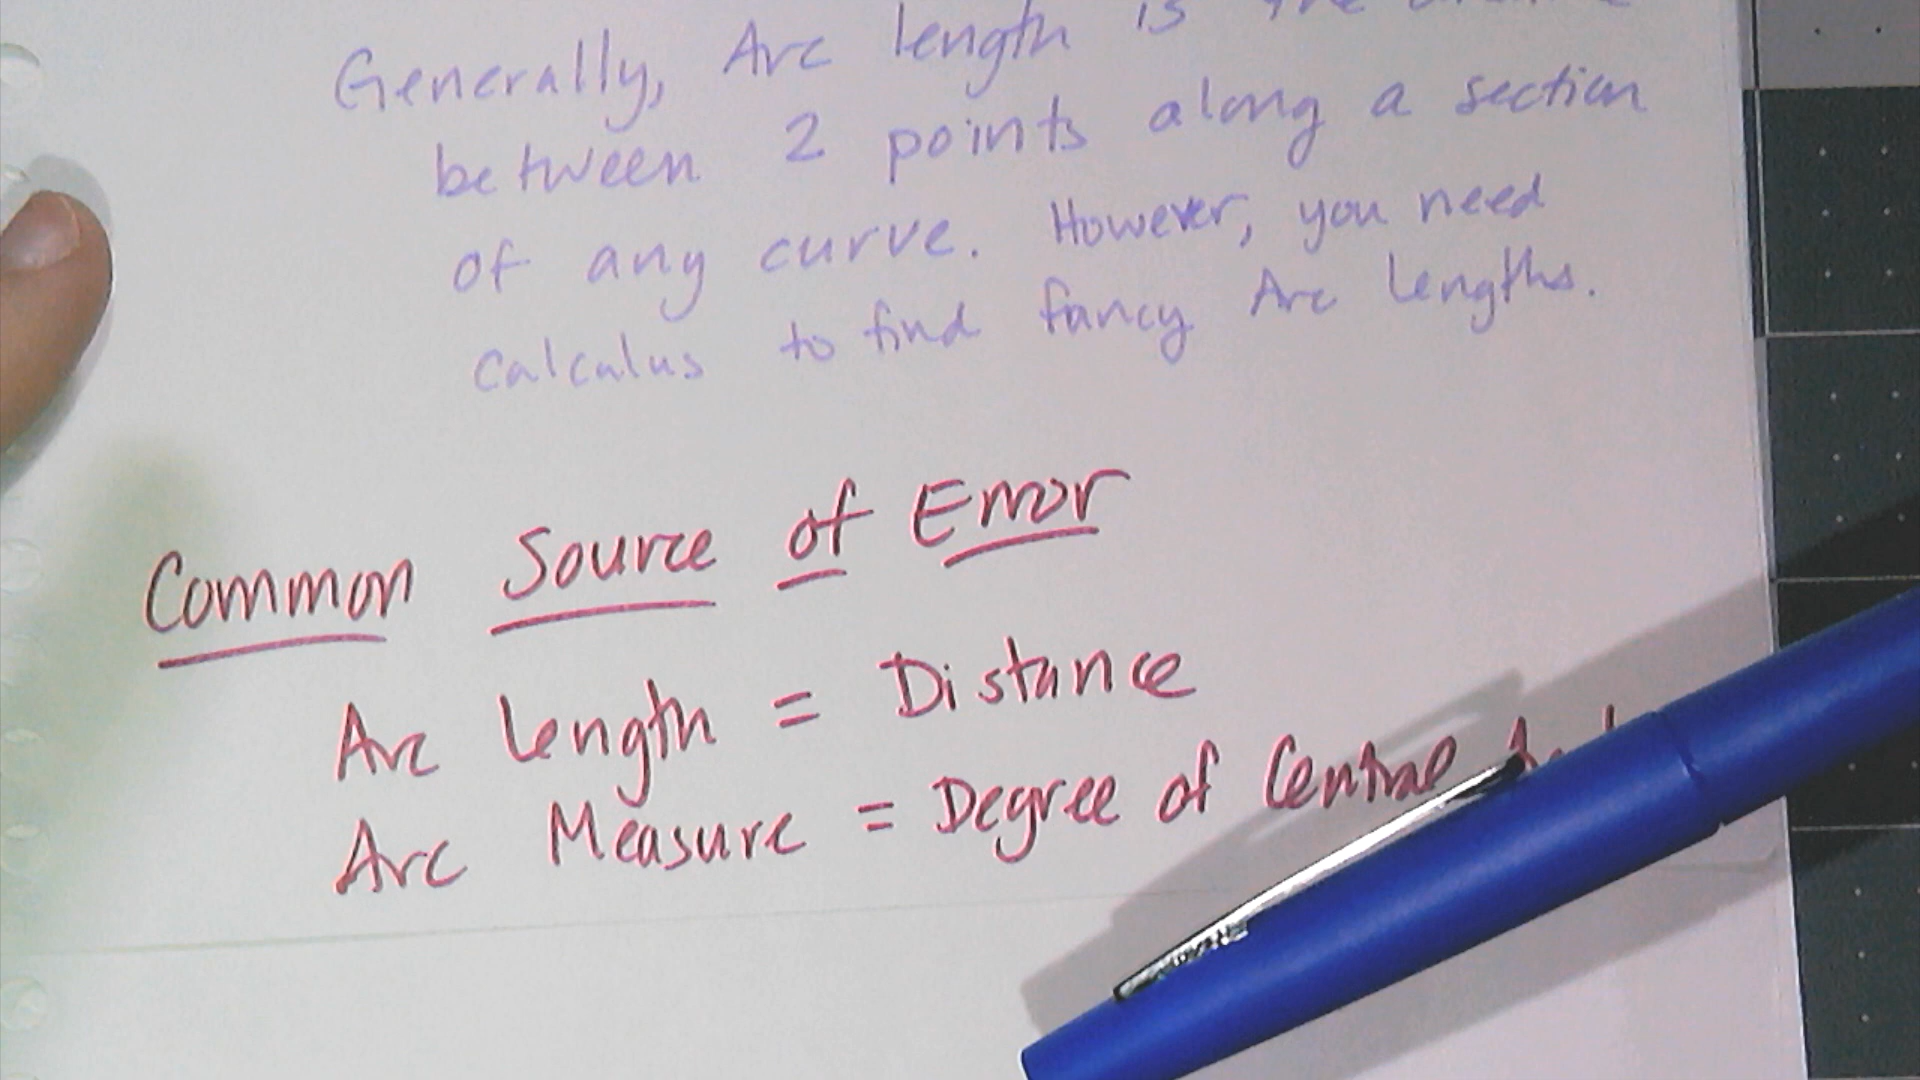 Generally, Arc length is the
between 2 points along a section
of any curve. However, you need
calculus to find fancy Arc Lengths.
Common Source of Error
Arc Length = Distance
Arc Measure = Degree of Central